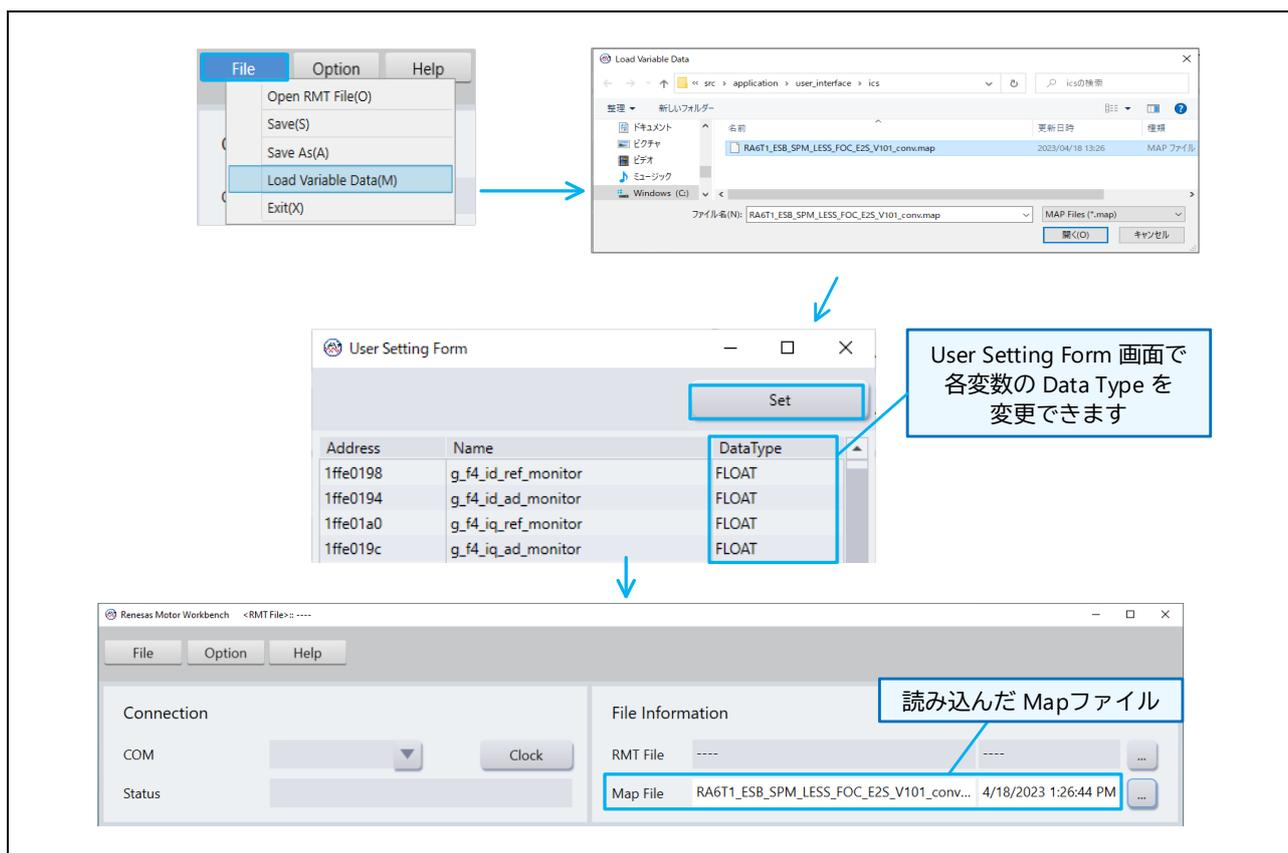 File Option Help
Open RMT File(O)
Save(S)
Save As(A)
Load Variable Data(M)
Exit(X)
Load Variable Data
« src › application › user_interface › ics
icsの検索
整理 新しいフォルダー
ドキュメント
ピクチャ
ビデオ
ミュージック
Windows (C:)
名前 更新日時 種類
RA6T1_ESB_SPM_LESS_FOC_E2S_V101_conv.map 2023/04/18 13:26 MAP ファイル
ファイル名(N): RA6T1_ESB_SPM_LESS_FOC_E2S_V101_conv.map MAP Files (*.map)
開く(O) キャンセル
User Setting Form
Set
Address Name DataType
1ffe0198 g_f4_id_ref_monitor FLOAT
1ffe0194 g_f4_id_ad_monitor FLOAT
1ffe01a0 g_f4_iq_ref_monitor FLOAT
1ffe019c g_f4_iq_ad_monitor FLOAT
User Setting Form 画面で
各変数の Data Type を
変更できます
Renesas Motor Workbench <RMT File>:: ----
File Option Help
読み込んだ Mapファイル
Connection
COM Clock
Status
File Information
RMT File ---- ---- ...
Map File RA6T1_ESB_SPM_LESS_FOC_E2S_V101_conv... 4/18/2023 1:26:44 PM ...